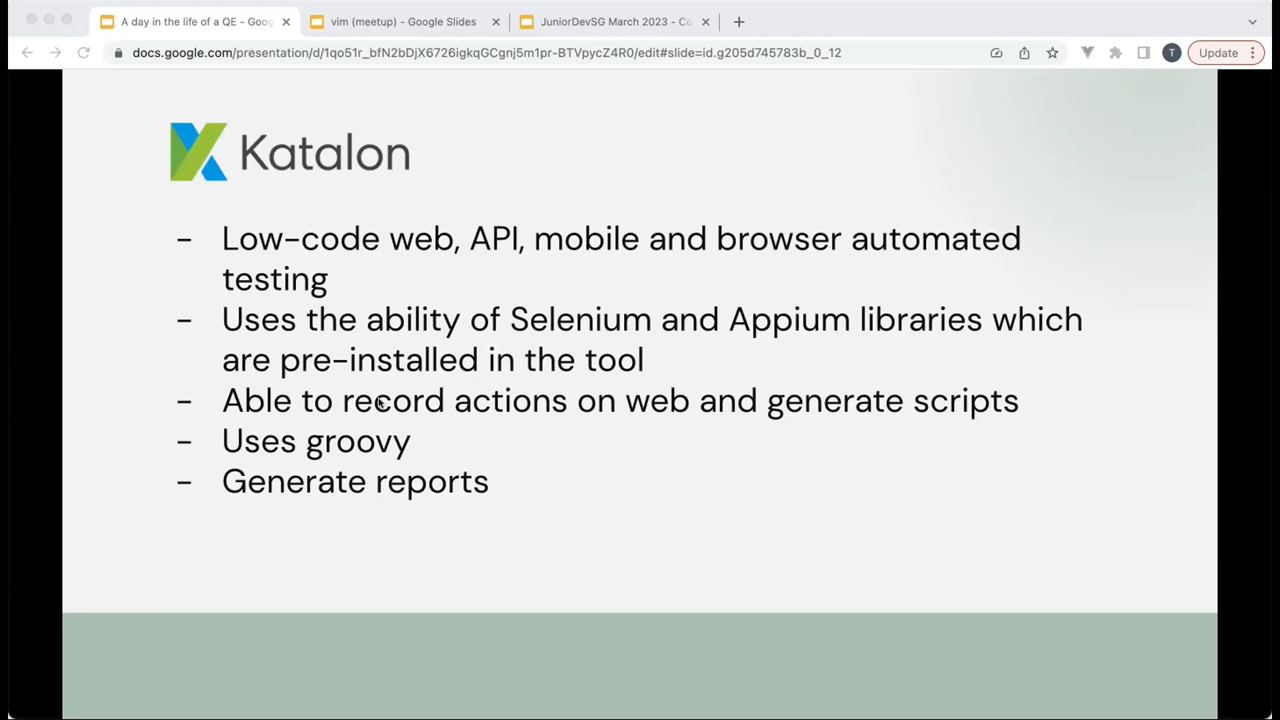 A day in the life of a QE - Goog
vim (meetup) - Google Slides
JuniorDevSG March 2023 - Co
docs.google.com/presentation/d/1qo51r_bfN2bDjX6726igkqGCgnj5m1pr-BTVpycZ4R0/edit#slide=id.g205d745783b_0_12
T
Update
Katalon
- Low-code web, API, mobile and browser automated
testing
- Uses the ability of Selenium and Appium libraries which
are pre-installed in the tool
- Able to record actions on web and generate scripts
- Uses groovy
- Generate reports